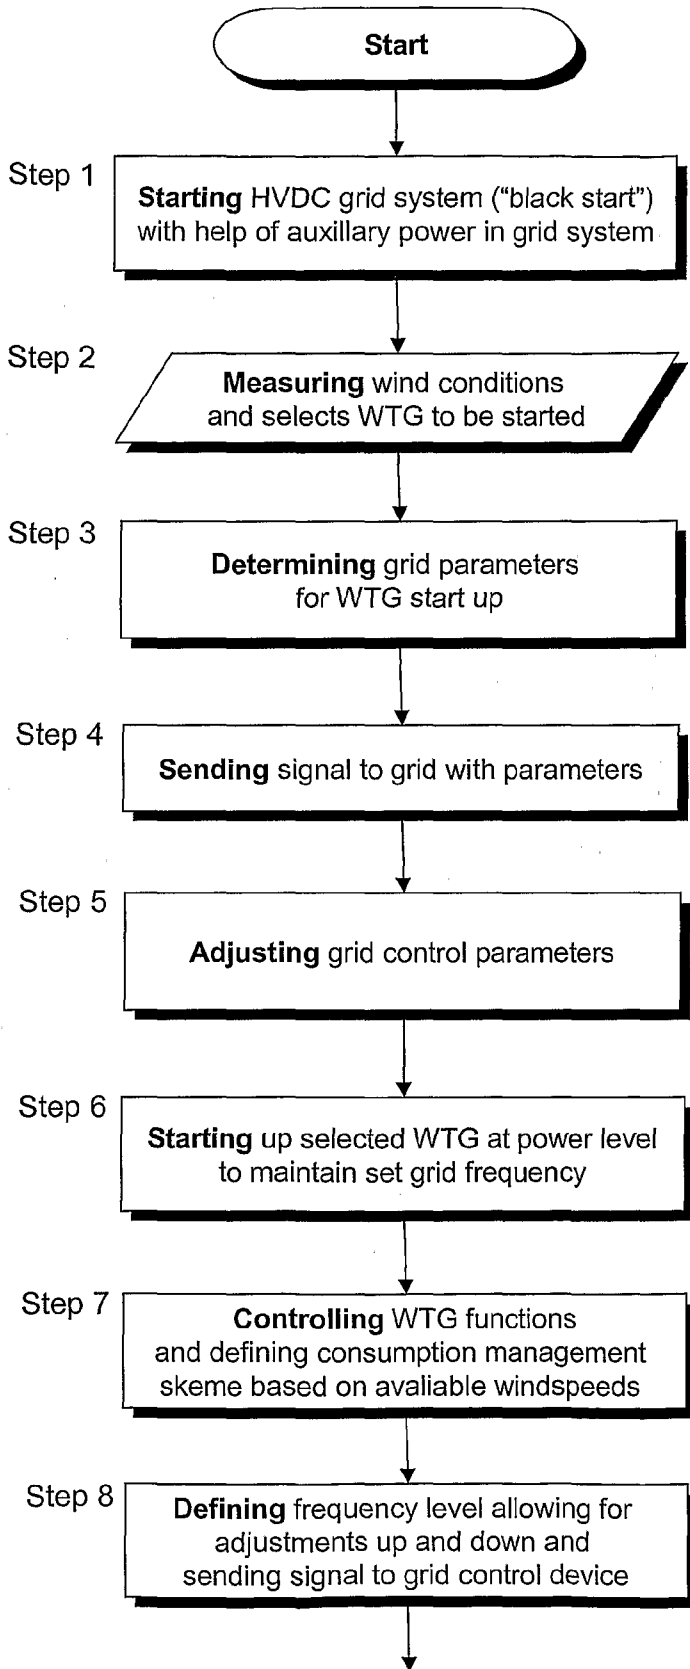 Start
Step 1
Starting HVDC grid system (“black start”)
with help of auxillary power in grid system
Step 2
Measuring wind conditions
and selects WTG to be started
Step 3
Determining grid parameters
for WTG start up
Step 4
Sending signal to grid with parameters
Step 5
Adjusting grid control parameters
Step 6
Starting up selected WTG at power level
to maintain set grid frequency
Step 7
Controlling WTG functions
and defining consumption management
skeme based on avaliable windspeeds
Step 8
Defining frequency level allowing for
adjustments up and down and
sending signal to grid control device